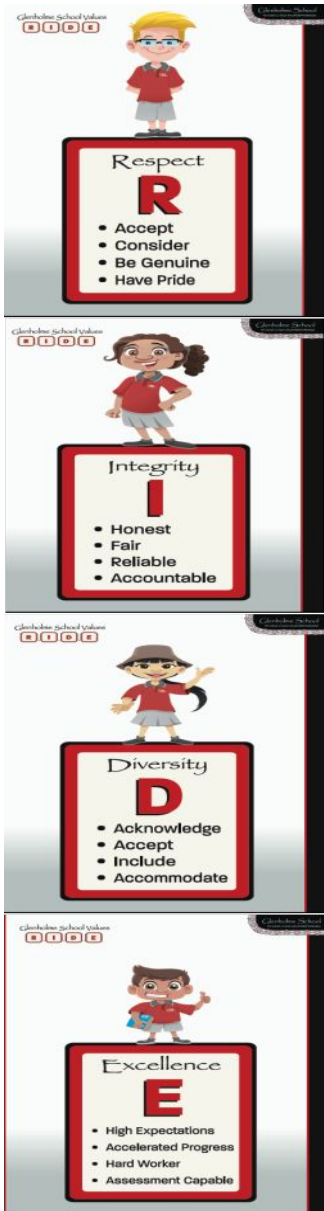 Glenholme School Values
R I D E
Glenholme School
Respect
R
• Accept
• Consider
• Be Genuine
• Have Pride
Glenholme School Values
R I D E
Glenholme School
Integrity
I
• Honest
• Fair
• Reliable
• Accountable
Glenholme School Values
R I D E
Glenholme School
Diversity
D
• Acknowledge
• Accept
• Include
• Accommodate
Glenholme School Values
R I D E
Glenholme School
Excellence
E
• High Expectations
• Accelerated Progress
• Hard Worker
• Assessment Capable